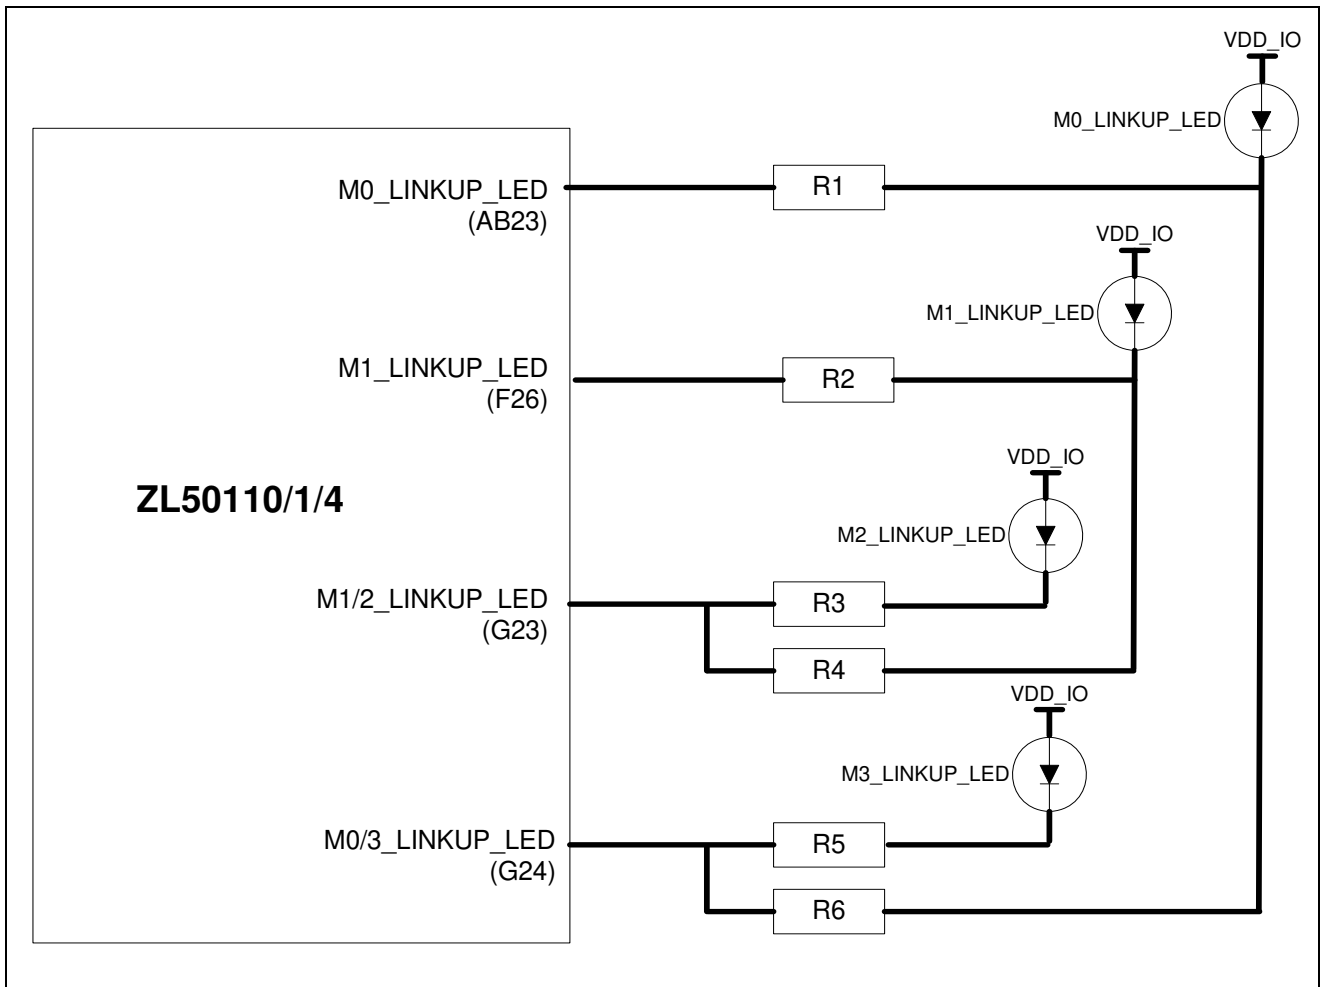 VDD_IO
M0_LINKUP_LED
M0_LINKUP_LED
(AB23)
R1
VDD_IO
M1_LINKUP_LED
M1_LINKUP_LED
(F26)
R2
VDD_IO
ZL50110/1/4
M2_LINKUP_LED
M1/2_LINKUP_LED
(G23)
R3
R4
VDD_IO
M3_LINKUP_LED
M0/3_LINKUP_LED
(G24)
R5
R6